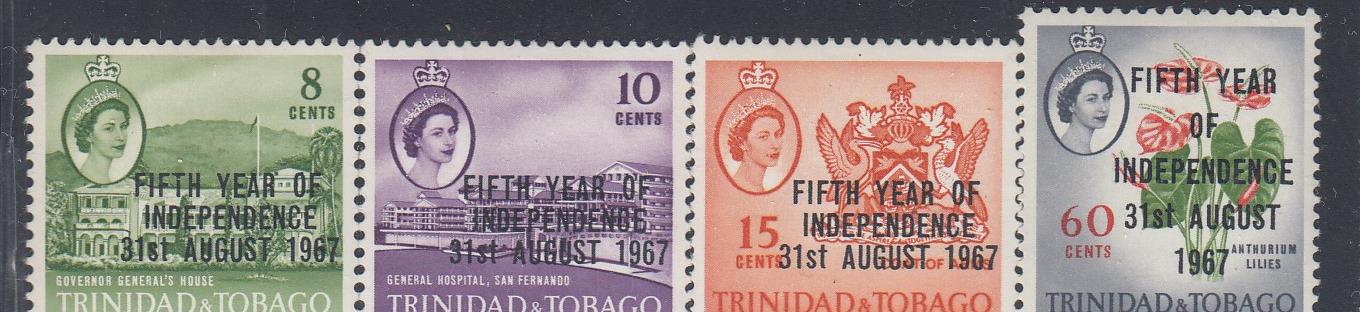 8
CENTS
FIFTH YEAR OF
INDEPENDENCE
31st AUGUST 1967
GOVERNOR GENERAL'S HOUSE
TRINIDAD & TOBAGO
10
CENTS
FIFTH YEAR OF
INDEPENDENCE
31st AUGUST 1967
GENERAL HOSPITAL, SAN FERNANDO
TRINIDAD & TOBAGO
15
CENTS
FIFTH YEAR OF
INDEPENDENCE
31st AUGUST 1967
TRINIDAD & TOBAGO
FIFTH YEAR
OF
INDEPENDENCE
31st AUGUST
1967
60
CENTS
ANTHURIUM
LILIES
TRINIDAD & TOBAGO